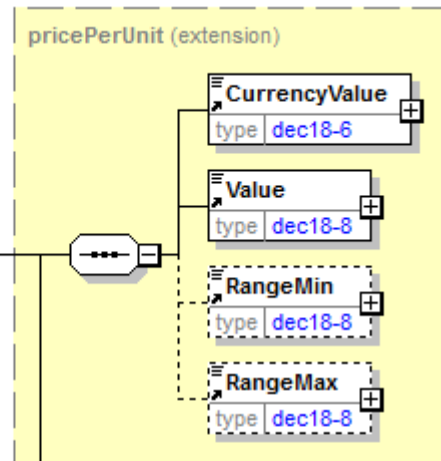 pricePerUnit (extension)
CurrencyValue
type dec18-6
Value
type dec18-8
RangeMin
type dec18-8
RangeMax
type dec18-8